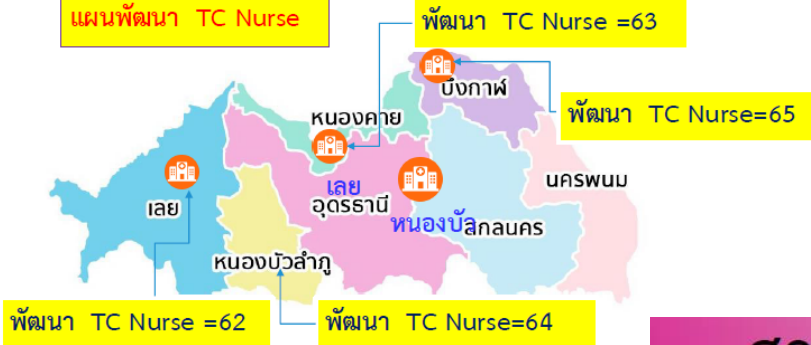 แผนพัฒนา TC Nurse
พัฒนา TC Nurse =63
บึงกาฬ
พัฒนา TC Nurse=65
หนองคาย
นครพนม
เลย
เลย
อุดรธานี
หนองบัว
สกลนคร
หนองบัวลำภู
พัฒนา TC Nurse =62
พัฒนา TC Nurse=64